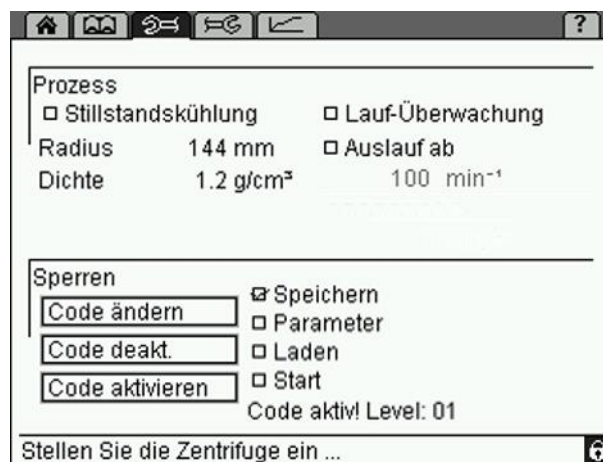 ?
Prozess
Stillstandskühlung
Lauf-Überwachung
Radius 144 mm
Auslauf ab
Dichte 1.2 g/cm³
100 min⁻¹
Sperren
Speichern
Code ändern
Parameter
Code deakt.
Laden
Code aktivieren
Start
Code aktiv! Level: 01
Stellen Sie die Zentrifuge ein ...